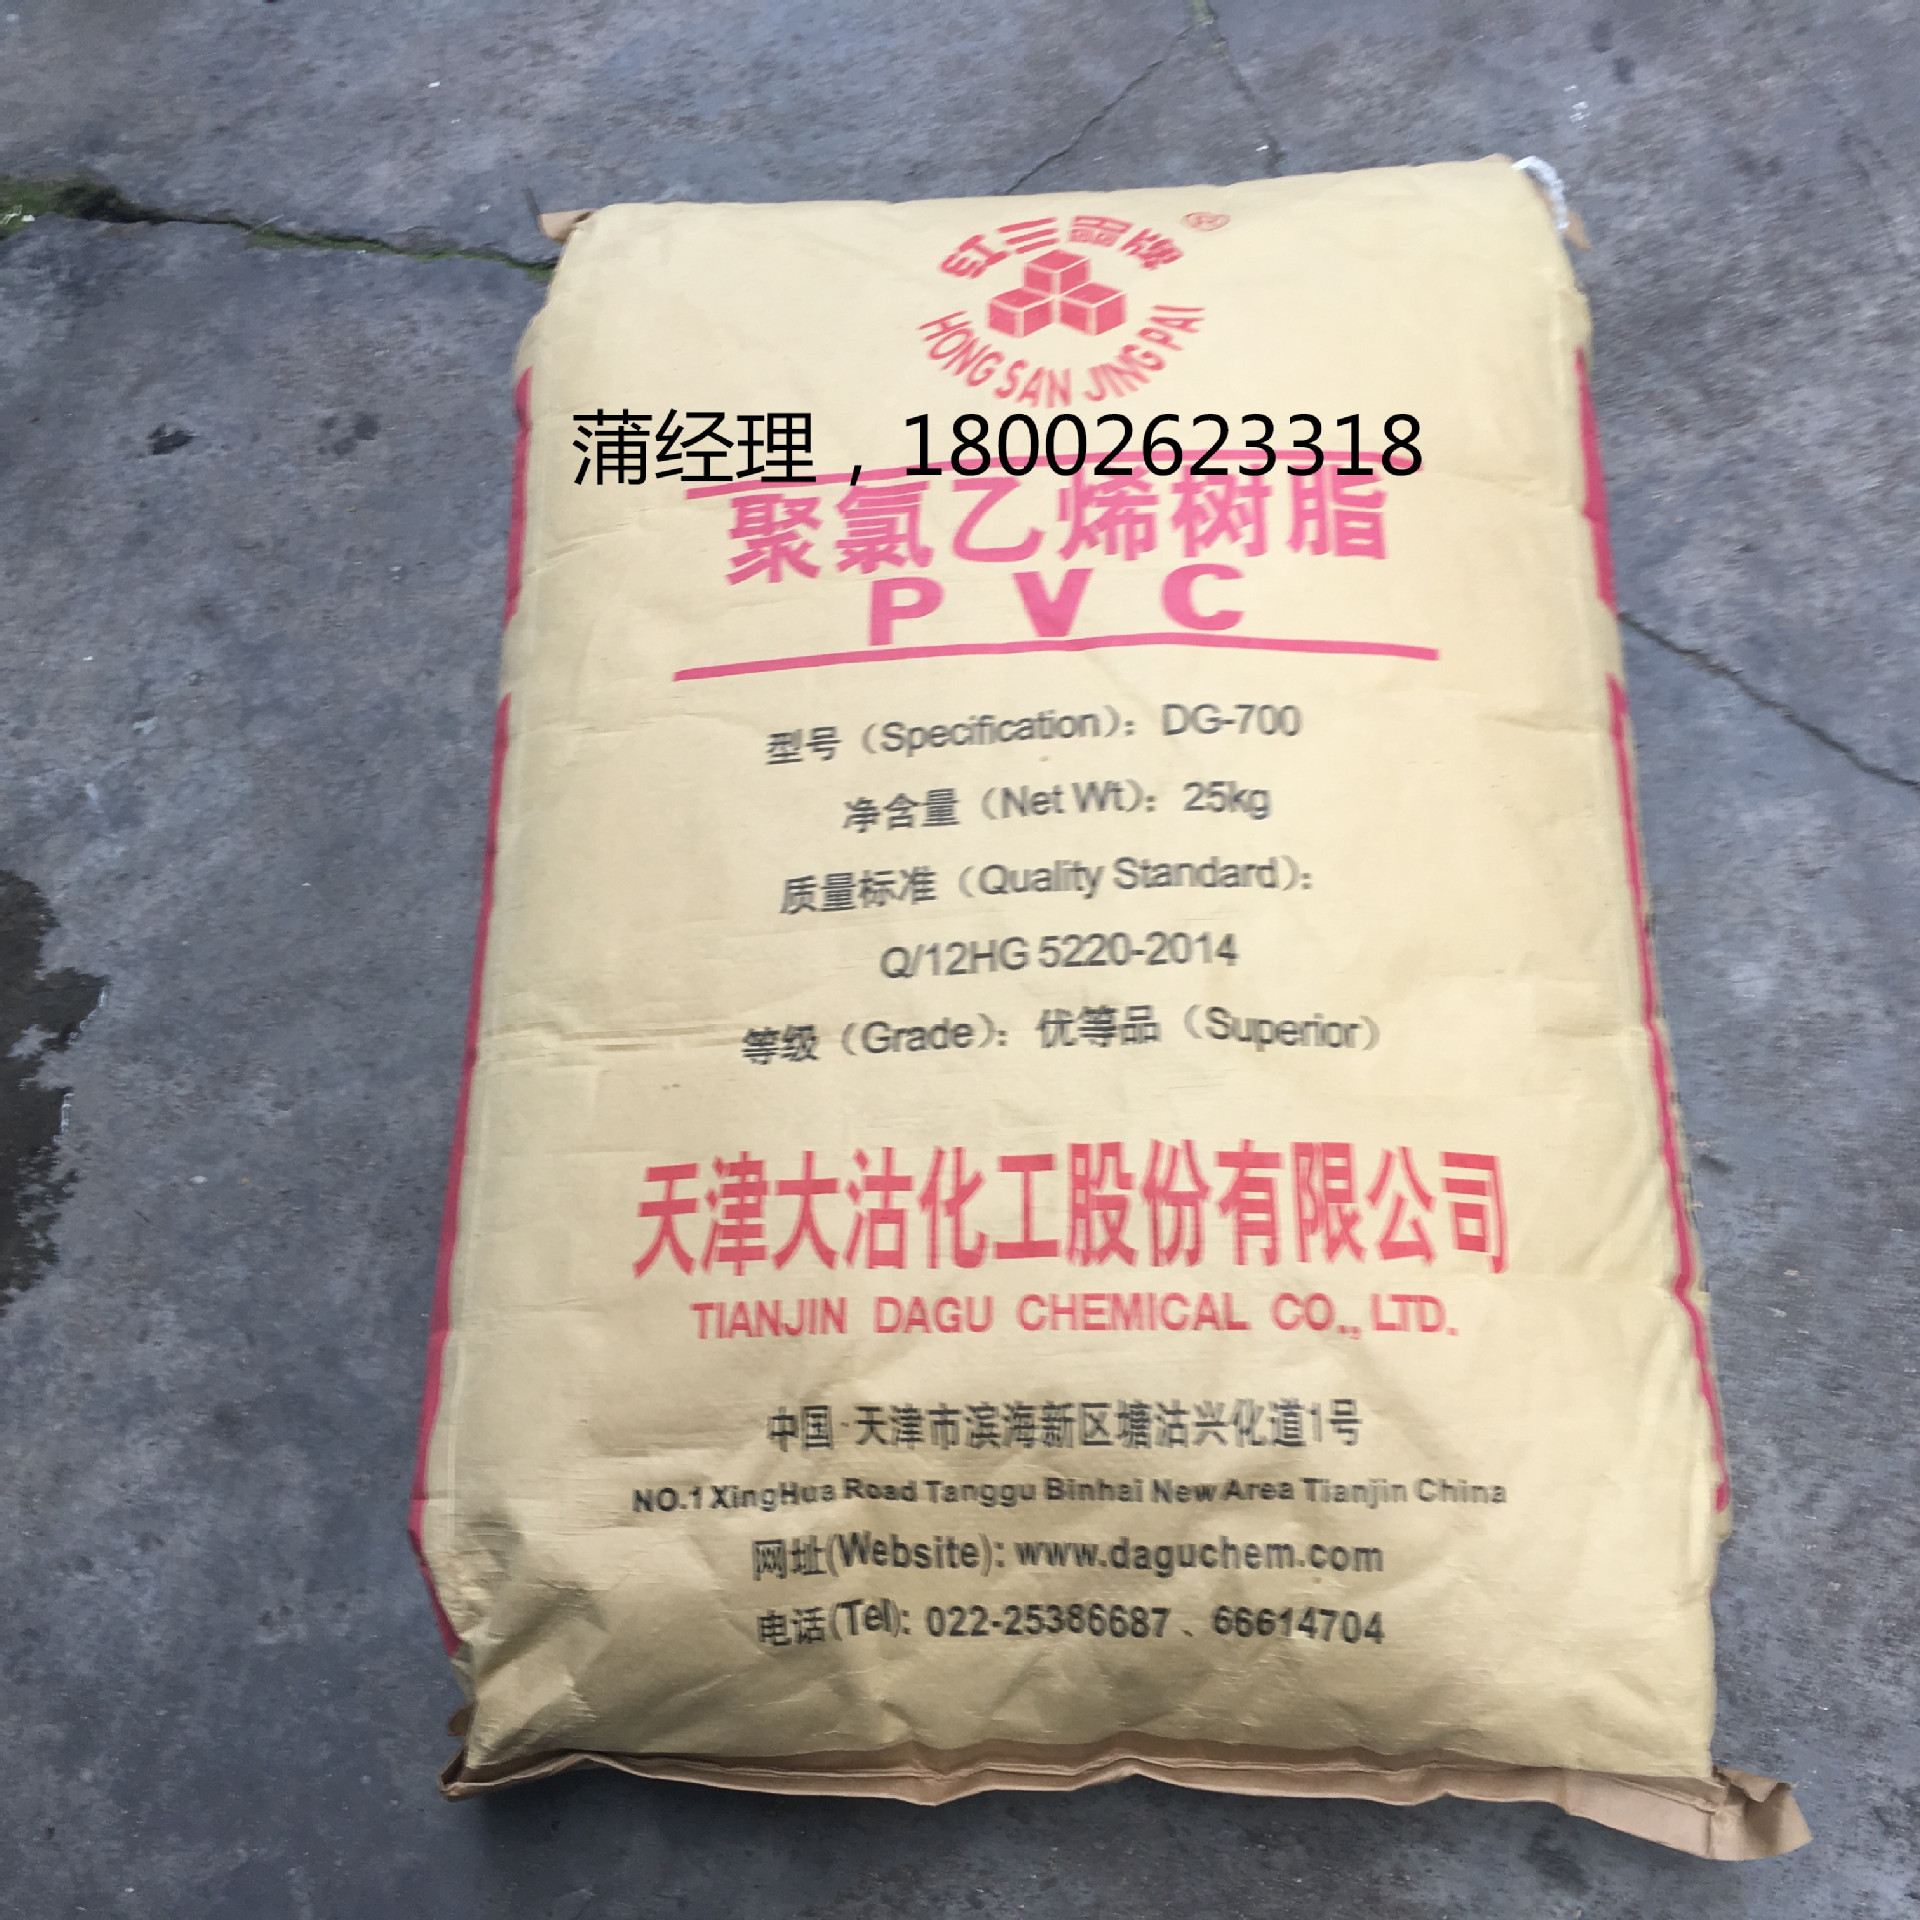 红三晶牌®
HONG SAN JING PAI
蒲经理，18002623318
聚氯乙烯树脂
PVC
型号（Specification）：DG-700
净含量（Net Wt）：25kg
质量标准（Quality Standard）：
Q/12HG 5220-2014
等级（Grade）：优等品（Superior）
天津大沽化工股份有限公司
TIANJIN DAGU CHEMICAL CO., LTD.
中国·天津市滨海新区塘沽兴化道1号
NO.1 XingHua Road Tanggu Binhai New Area Tianjin China
网址(Website): www.daguchem.com
电话(Tel): 022-25386687、66614704